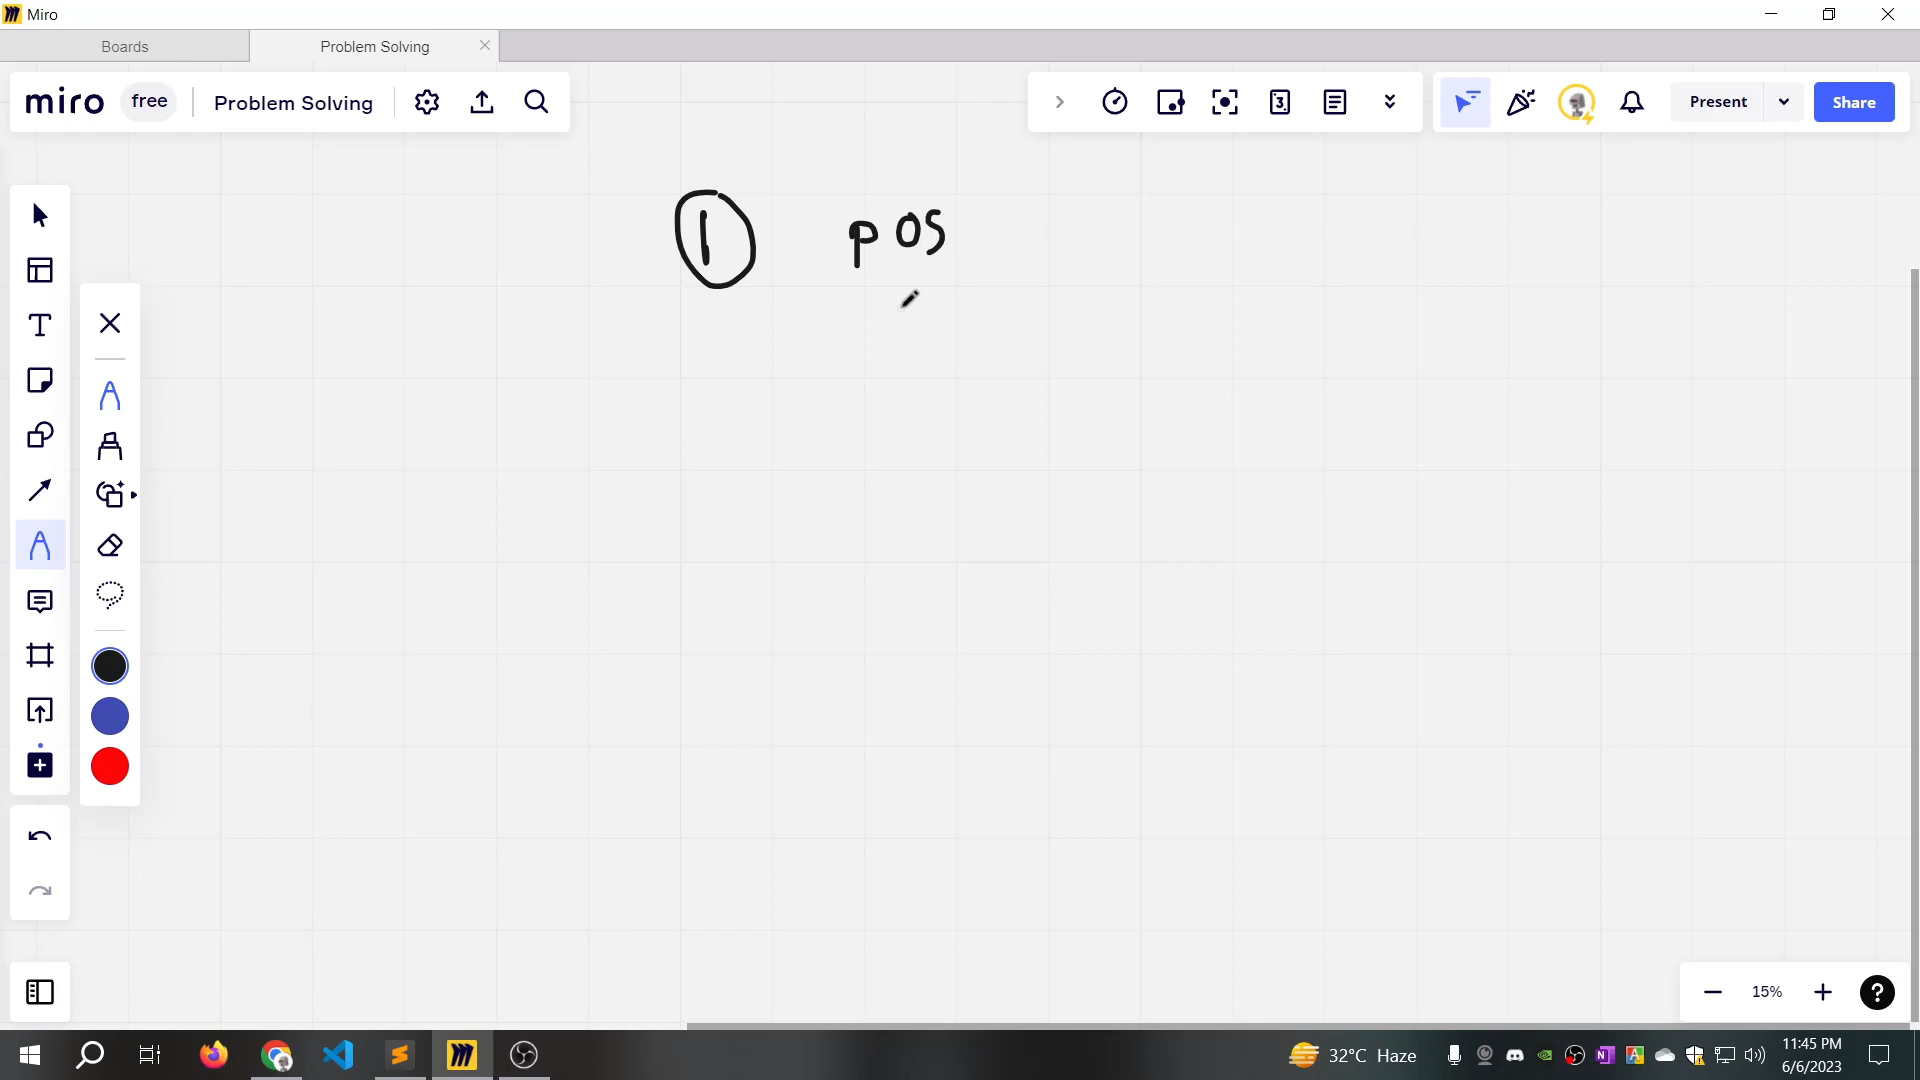 Miro
Boards
Problem Solving
miro
free
Problem Solving
3
Present
Share
1 pos
15%
?
32°C Haze
11:45 PM
6/6/2023